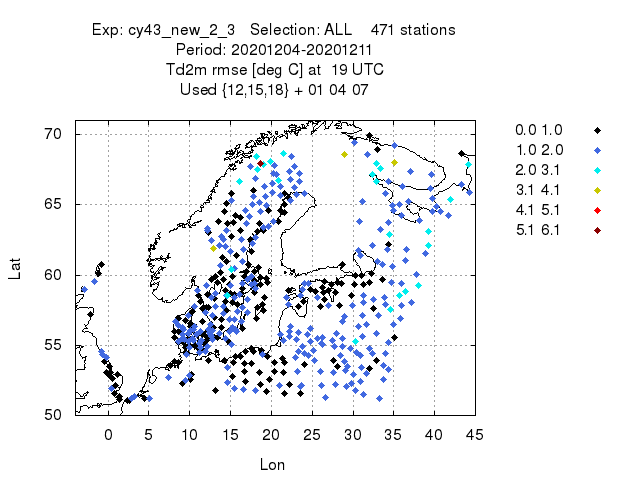 Exp: cy43_new_2_3   Selection: ALL    471 stations
Period: 20201204-20201211
Td2m rmse [deg C] at  19 UTC
Used {12,15,18} + 01 04 07
70
65
60
55
50
Lat
0 5 10 15 20 25 30 35 40 45
Lon
0.0 1.0
1.0 2.0
2.0 3.1
3.1 4.1
4.1 5.1
5.1 6.1